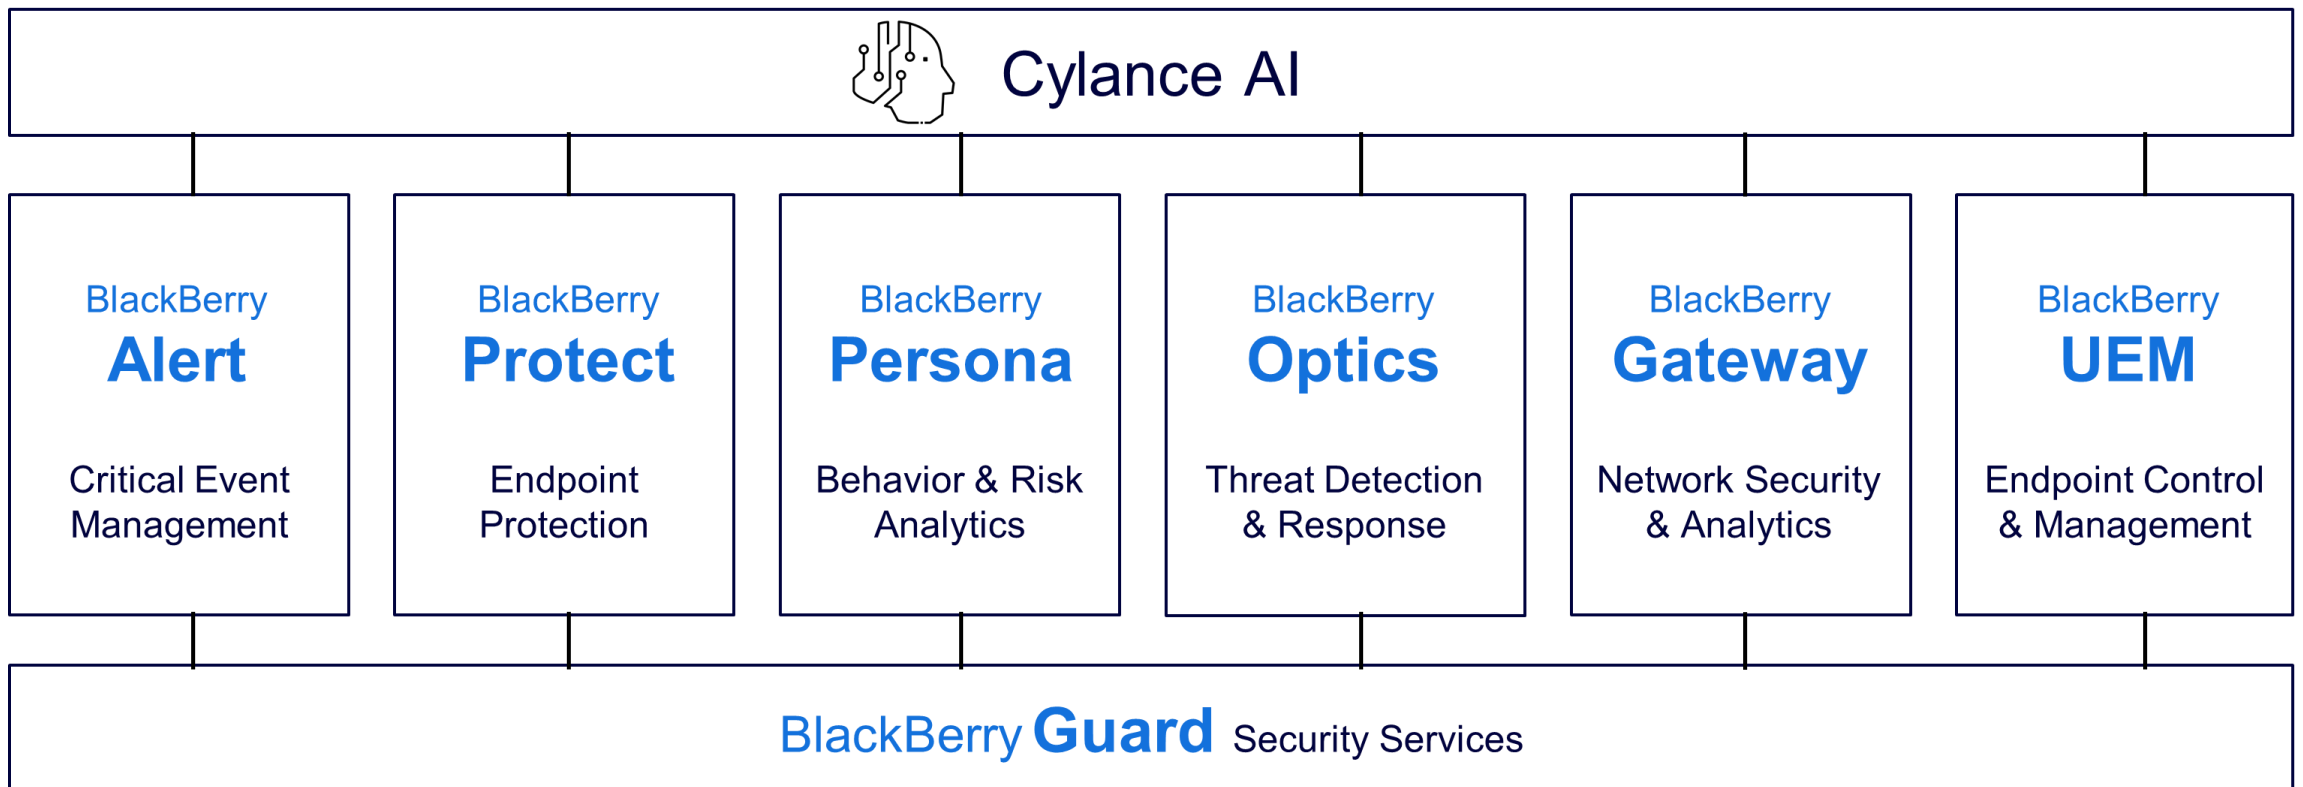 Cylance AI
BlackBerry
Alert
Critical Event
Management
BlackBerry
Protect
Endpoint
Protection
BlackBerry
Persona
Behavior & Risk
Analytics
BlackBerry
Optics
Threat Detection
& Response
BlackBerry
Gateway
Network Security
& Analytics
BlackBerry
UEM
Endpoint Control
& Management
BlackBerry Guard Security Services